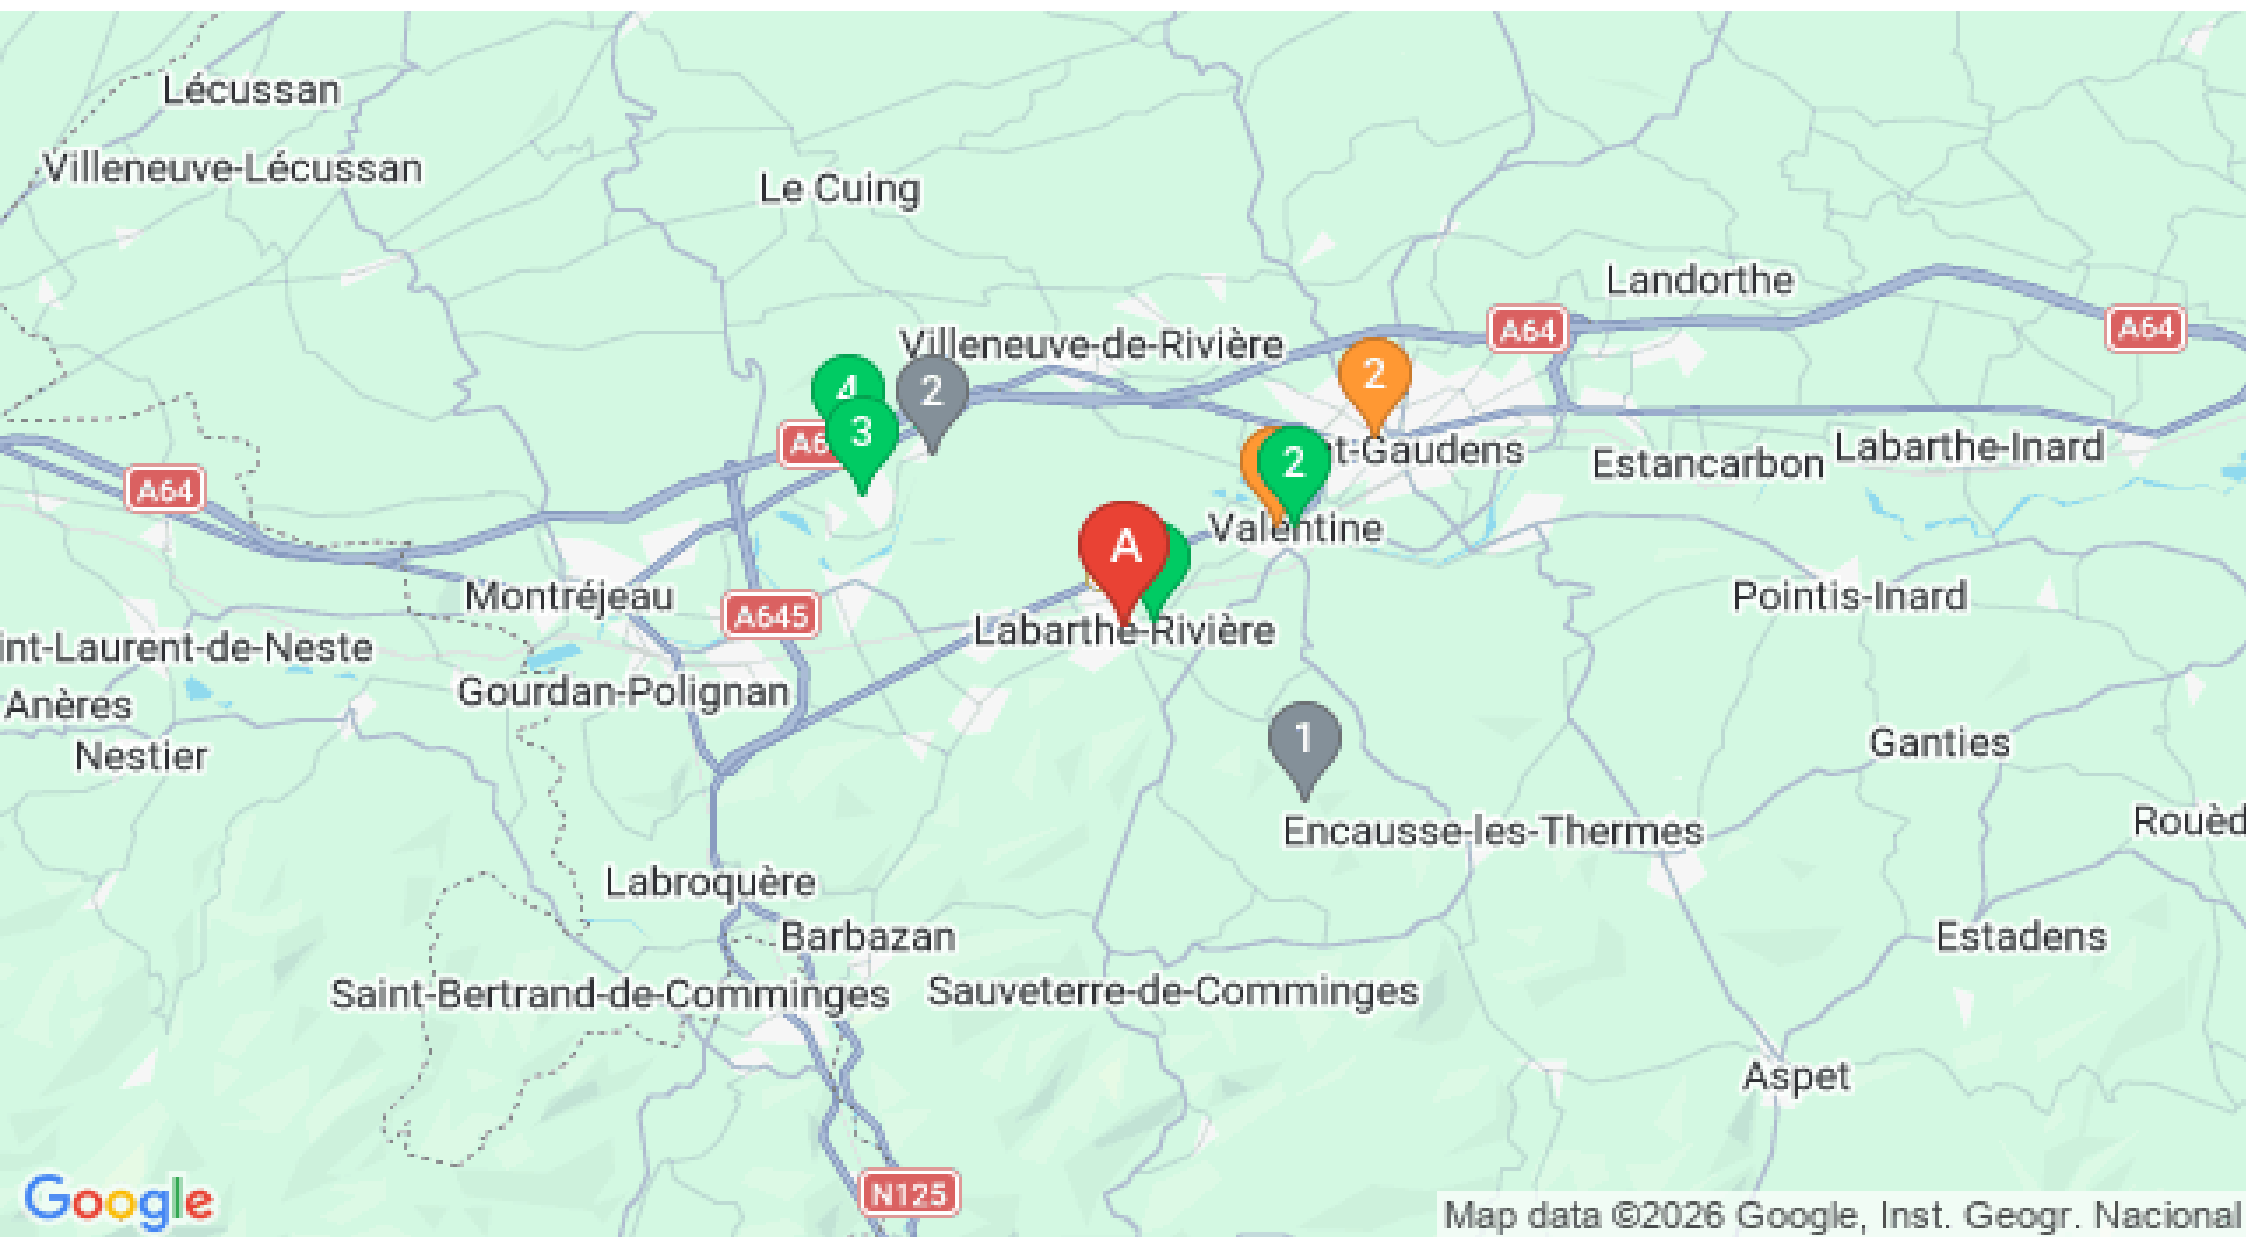 Lécussan
Villeneuve-Lécussan
Le Cuing
Landorthe
A64
A64
Villeneuve-de-Rivière
2
4
2
3
A6
t-Gaudens
Labarthe-Inard
Estancarbon
2
A64
Valentine
A
Montréjeau
Pointis-Inard
A645
Labarthe-Rivière
int-Laurent-de-Neste
Gourdan-Polignan
Anères
1
Ganties
Nestier
Rouèd
Encausse-les-Thermes
Labroquère
Barbazan
Estadens
Saint-Bertrand-de-Comminges
Sauveterre-de-Comminges
Aspet
N125
Google
Map data ©2026 Google, Inst. Geogr. Nacional